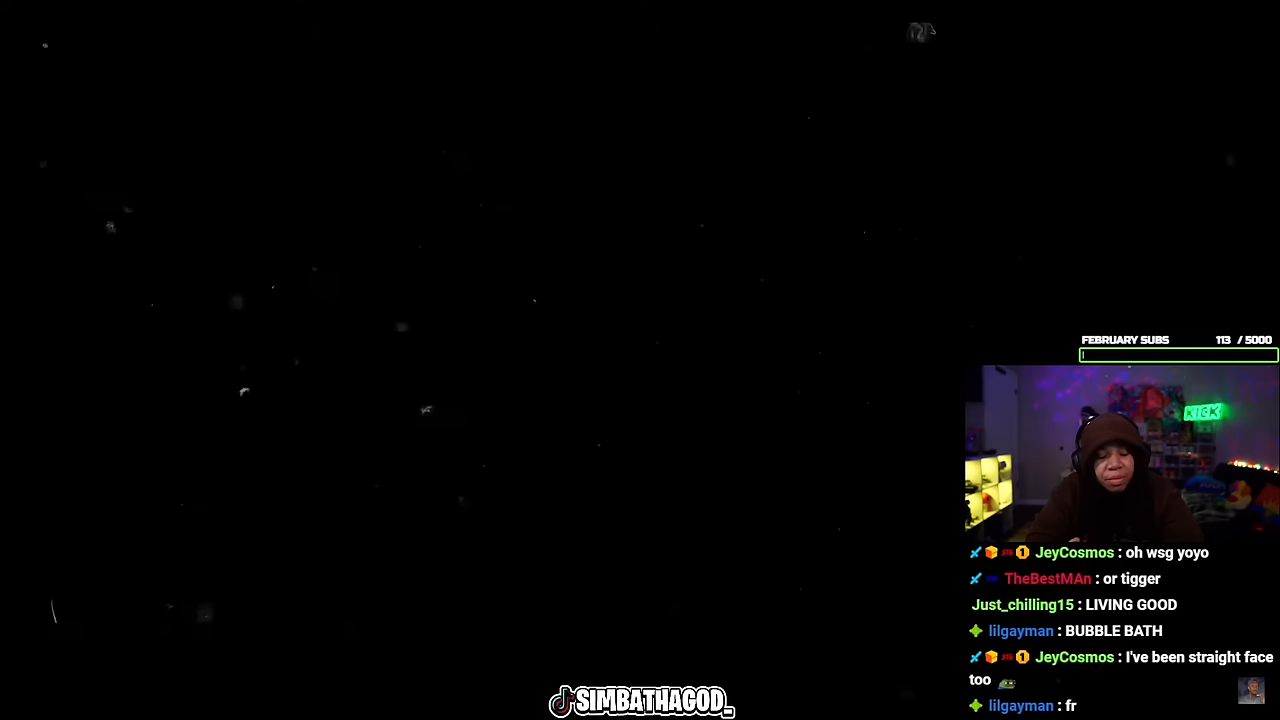 FEBRUARY SUBS 113 / 5000
KICK
JeyCosmos : oh wsg yoyo
TheBestMAn : or tigger
Just_chilling15 : LIVING GOOD
lilgayman : BUBBLE BATH
JeyCosmos : I've been straight face
too
lilgayman : fr
SIMBATHAGOD_